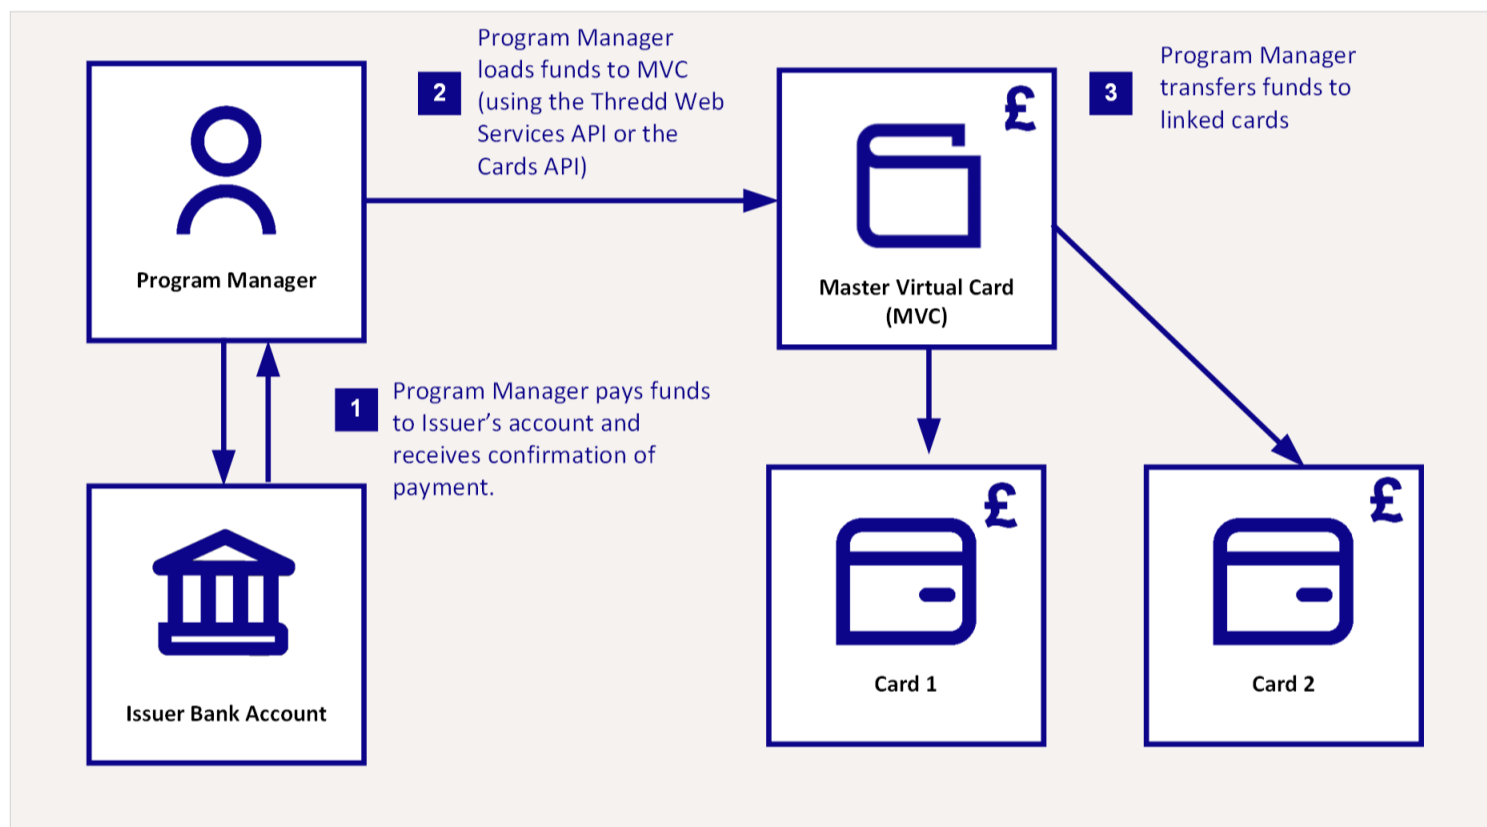 2
Program Manager
loads funds to MVC
(using the Thredd Web
Services API or the
Cards API)
3
Program Manager
transfers funds to
linked cards
£
Program Manager
Master Virtual Card
(MVC)
1
Program Manager pays funds
to Issuer’s account and
receives confirmation of
payment.
£
£
Issuer Bank Account
Card 1
Card 2